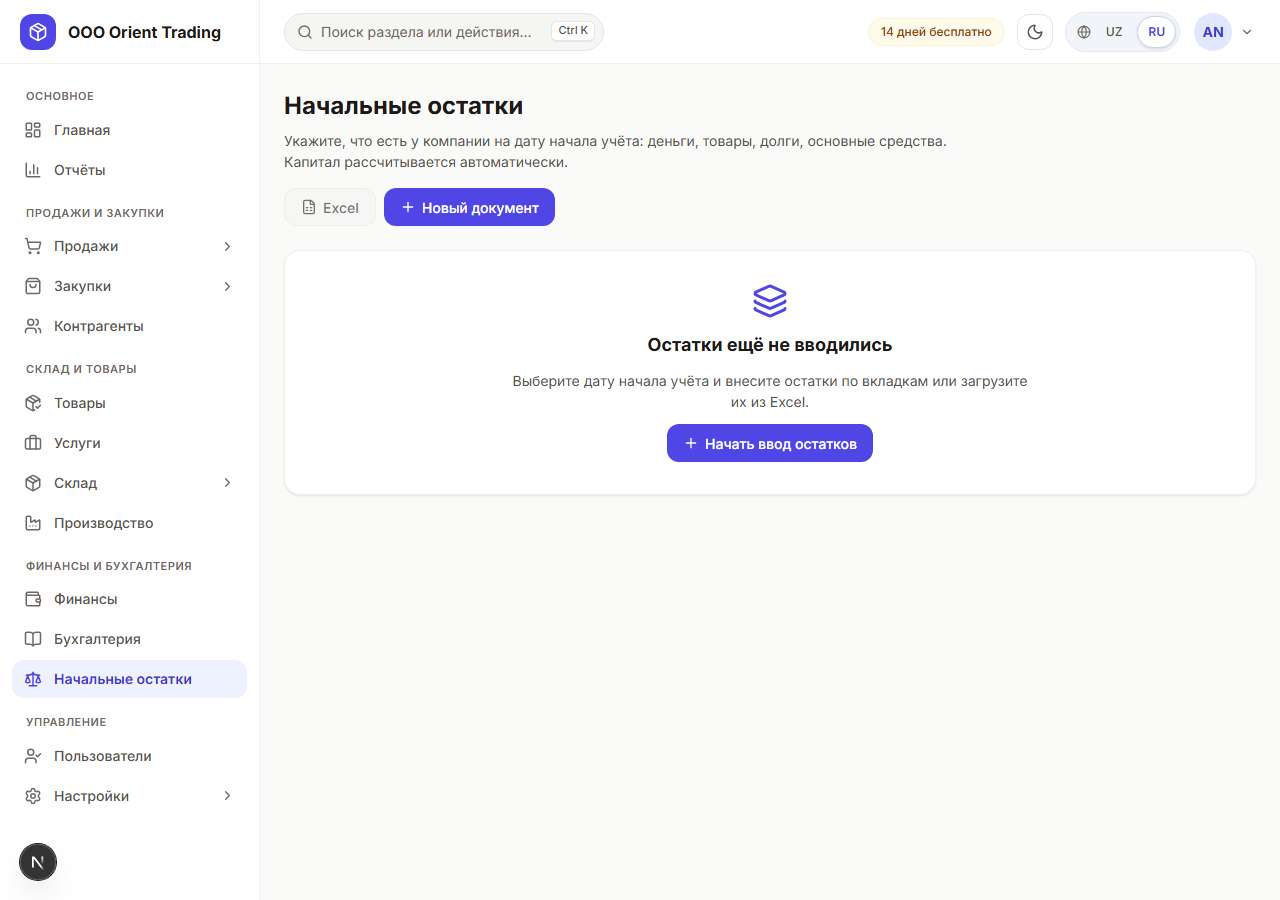 OOO Orient Trading
Поиск раздела или действия...
Ctrl K
14 дней бесплатно
UZ
RU
AN
ОСНОВНОЕ
Главная
Отчёты
ПРОДАЖИ И ЗАКУПКИ
Продажи
Закупки
Контрагенты
СКЛАД И ТОВАРЫ
Товары
Услуги
Склад
Производство
ФИНАНСЫ И БУХГАЛТЕРИЯ
Финансы
Бухгалтерия
Начальные остатки
УПРАВЛЕНИЕ
Пользователи
Настройки
N
Начальные остатки
Укажите, что есть у компании на дату начала учёта: деньги, товары, долги, основные средства.
Капитал рассчитывается автоматически.
Excel
Новый документ
Остатки ещё не вводились
Выберите дату начала учёта и внесите остатки по вкладкам или загрузите
их из Excel.
Начать ввод остатков